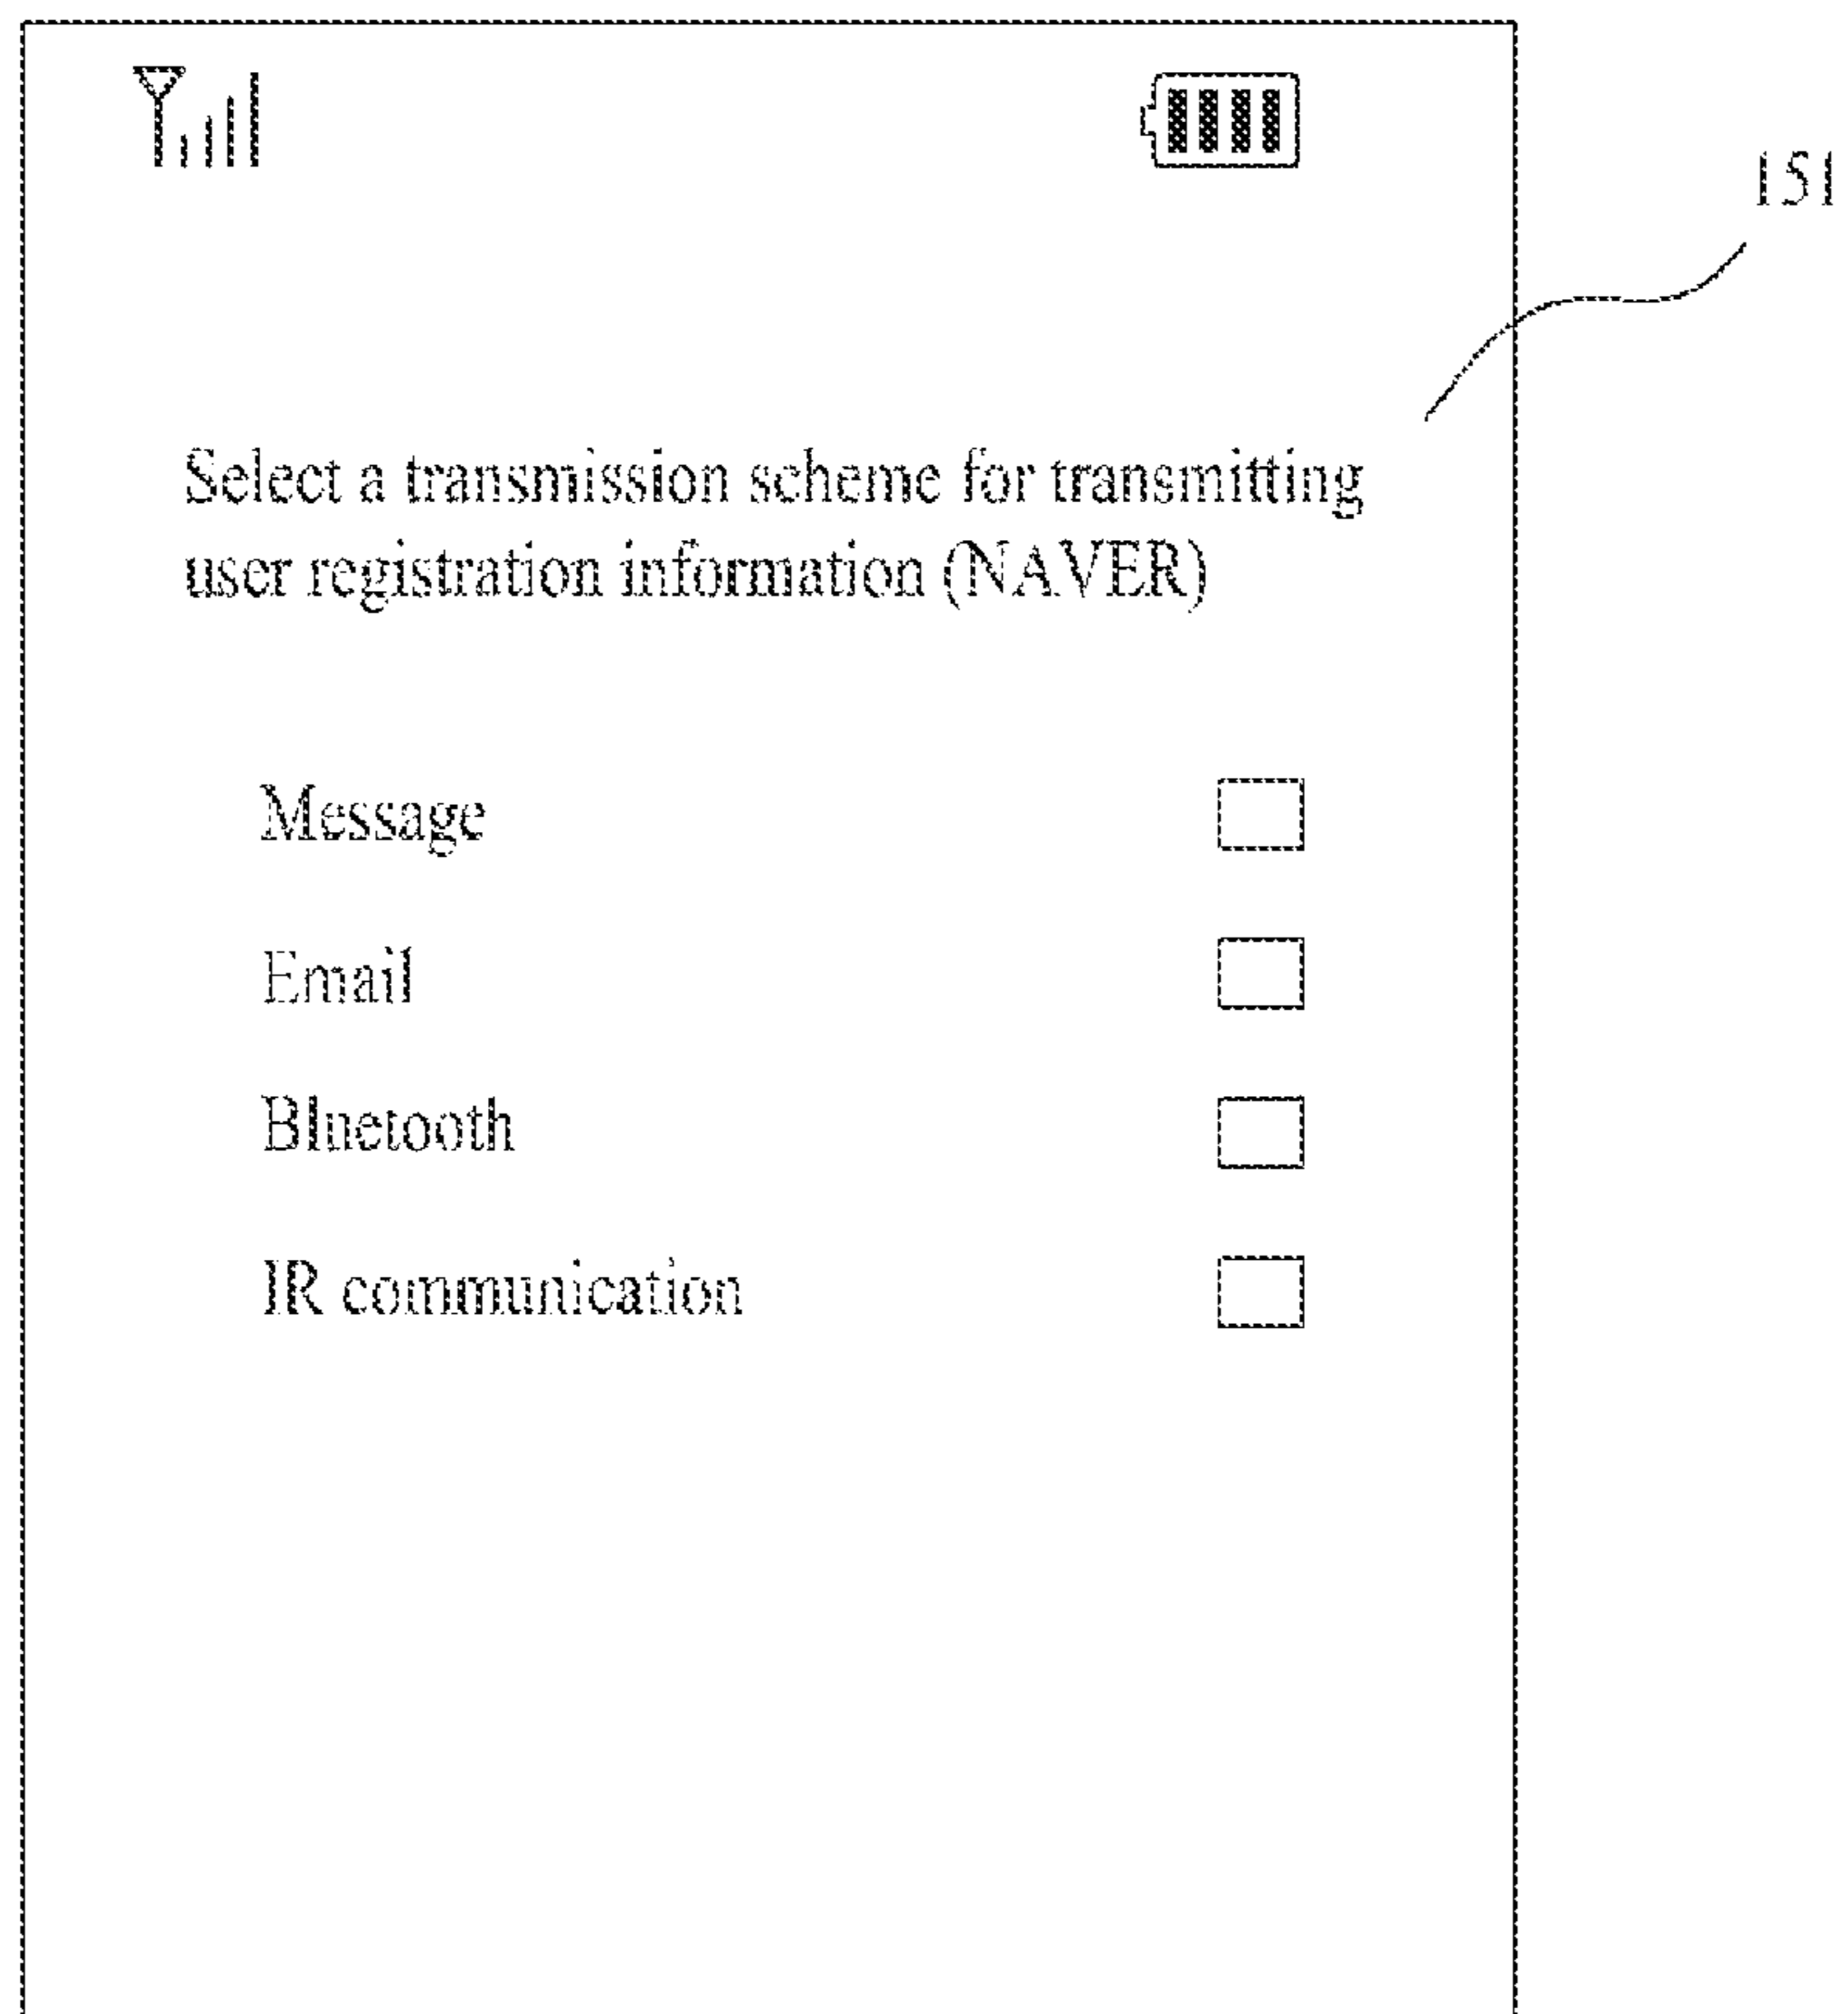 151
Select a transmission scheme for transmitting
user registration information (NAVER)
Message
Email
Bluetooth
IR communication